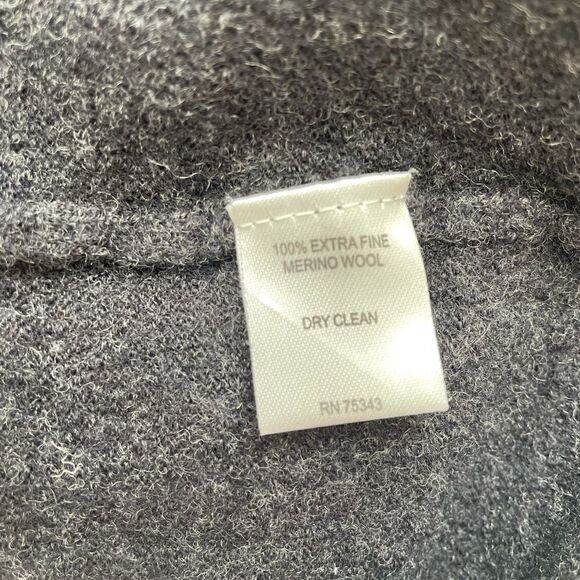 100% EXTRA FINE
MERINO WOOL
DRY CLEAN
RN 75343